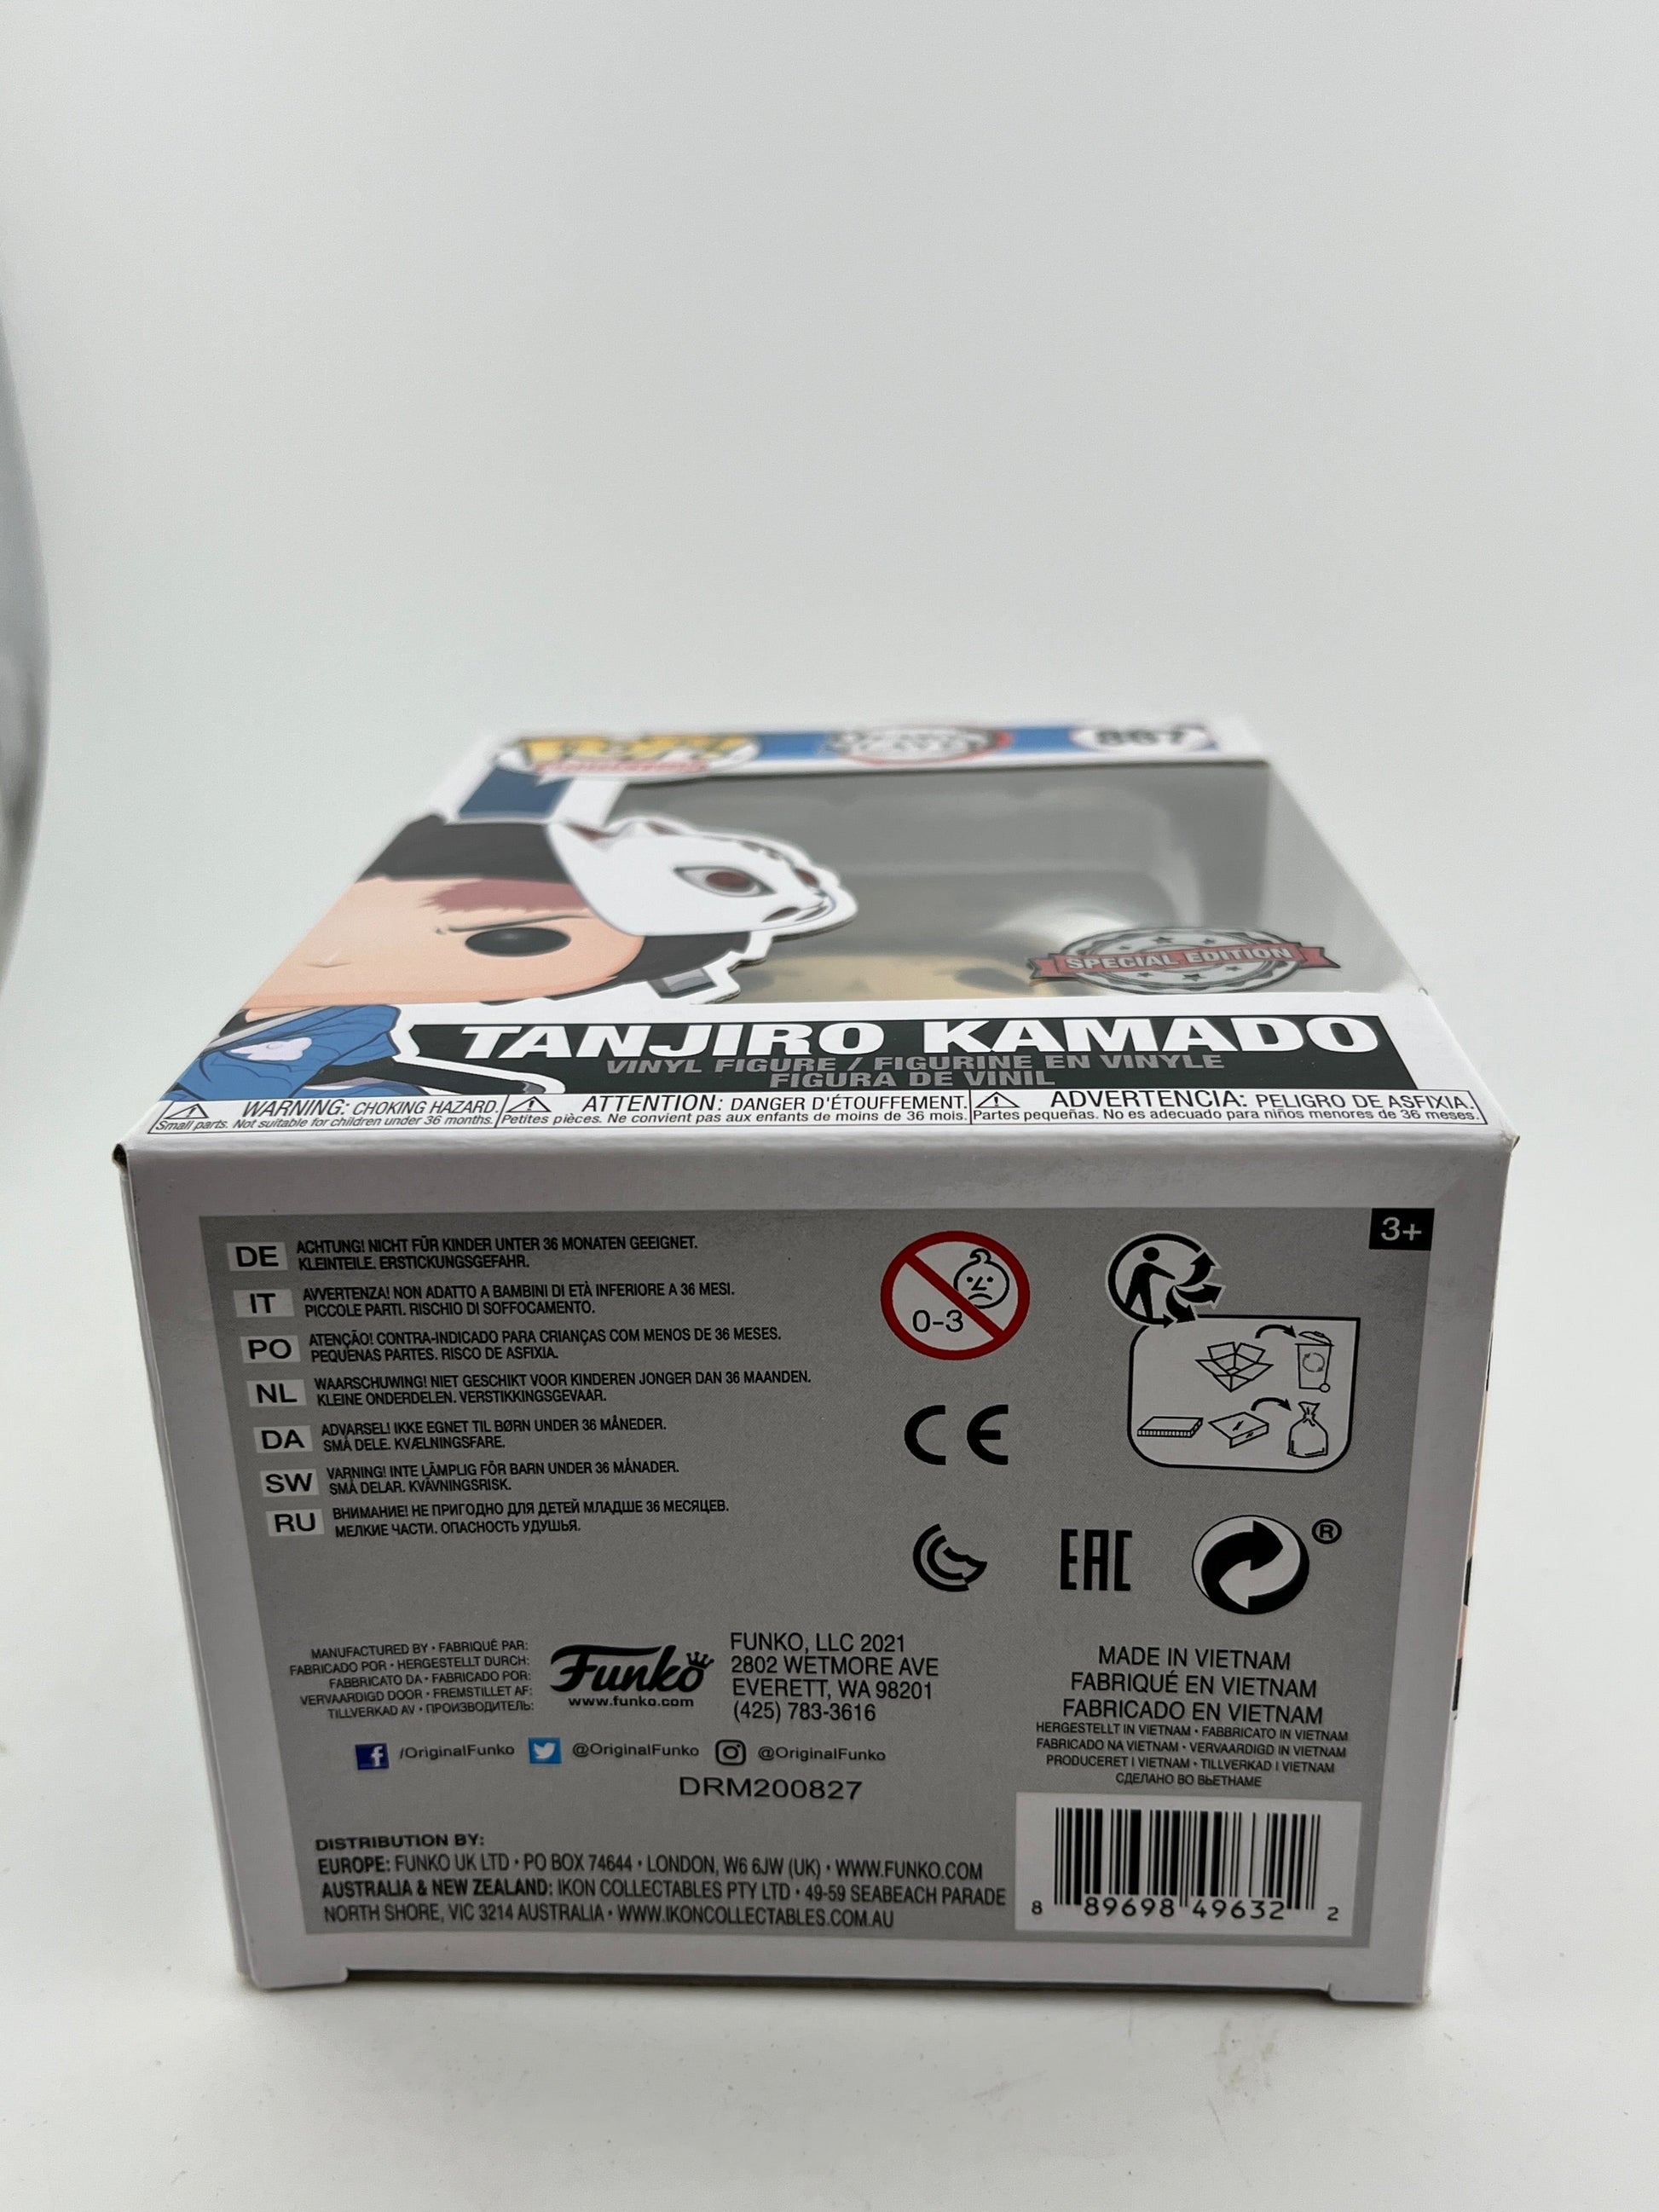 POP!
867
SPECIAL EDITION
TANJIRO KAMADO
VINYL FIGURE / FIGURINE EN VINYLE
FIGURA DE VINIL
WARNING: CHOKING HAZARD.
Small parts. Not suitable for children under 36 months.
ATTENTION: DANGER D'ÉTOUFFEMENT.
Petites pièces. Ne convient pas aux enfants de moins de 36 mois.
ADVERTENCIA: PELIGRO DE ASFIXIA.
Partes pequeñas. No es adecuado para niños menores de 36 meses.
3+
DE ACHTUNG! NICHT FÜR KINDER UNTER 36 MONATEN GEEIGNET.
KLEINTEILE. ERSTICKUNGSGEFAHR.
IT AVVERTENZA! NON ADATTO A BAMBINI DI ETÀ INFERIORE A 36 MESI.
PICCOLE PARTI. RISCHIO DI SOFFOCAMENTO.
PO ATENÇÃO! CONTRA-INDICADO PARA CRIANÇAS COM MENOS DE 36 MESES.
PEQUENAS PARTES. RISCO DE ASFIXIA.
NL WAARSCHUWING! NIET GESCHIKT VOOR KINDEREN JONGER DAN 36 MAANDEN.
KLEINE ONDERDELEN. VERSTIKKINGSGEVAAR.
DA ADVARSEL! IKKE EGNET TIL BØRN UNDER 36 MÅNEDER.
SMÅ DELE. KVÆLNINGSFARE.
SW VARNING! INTE LÄMPLIG FÖR BARN UNDER 36 MÅNADER.
SMÅ DELAR. KVÄVNINGSRISK.
RU ВНИМАНИЕ! НЕ ПРИГОДНО ДЛЯ ДЕТЕЙ МЛАДШЕ 36 МЕСЯЦЕВ.
МЕЛКИЕ ЧАСТИ. ОПАСНОСТЬ УДУШЬЯ.
0-3
CE
EAC
®
MANUFACTURED BY • FABRIQUÉ PAR:
FABRICADO POR • HERGESTELLT DURCH:
FABBRICATO DA • FABRICADO POR:
VERVAARDIGD DOOR • FREMSTILLET AF:
TILLVERKAD AV • ПРОИЗВОДИТЕЛЬ:
Funko
www.funko.com
FUNKO, LLC 2021
2802 WETMORE AVE
EVERETT, WA 98201
(425) 783-3616
MADE IN VIETNAM
FABRIQUÉ EN VIETNAM
FABRICADO EN VIETNAM
HERGESTELLT IN VIETNAM • FABBRICATO IN VIETNAM
FABRICADO NA VIETNAM • VERVAARDIGD IN VIETNAM
PRODUCERET I VIETNAM • TILLVERKAD I VIETNAM
СДЕЛАНО ВО ВЬЕТНАМЕ
/OriginalFunko @OriginalFunko @OriginalFunko
DRM200827
DISTRIBUTION BY:
EUROPE: FUNKO UK LTD • PO BOX 74644 • LONDON, W6 6JW (UK) • WWW.FUNKO.COM
AUSTRALIA & NEW ZEALAND: IKON COLLECTABLES PTY LTD • 49-59 SEABEACH PARADE
NORTH SHORE, VIC 3214 AUSTRALIA • WWW.IKONCOLLECTABLES.COM.AU
8 89698 49632 2